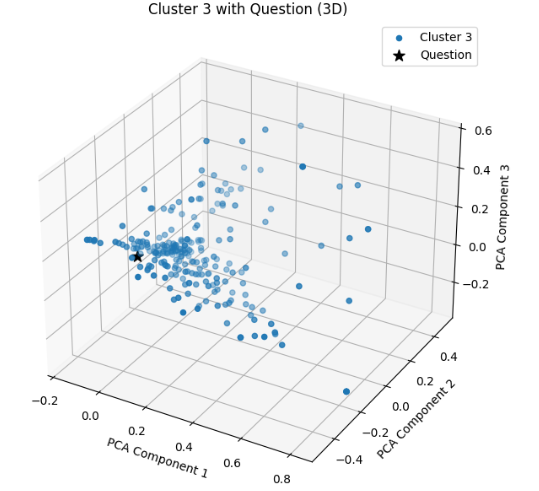 Cluster 3 with Question (3D)
Cluster 3
Question
0.6
0.4
0.2
0.0
−0.2
PCA Component 3
0.4
0.2
0.0
−0.2
−0.4
PCA Component 2
−0.2
0.0
0.2
0.4
0.6
0.8
PCA Component 1